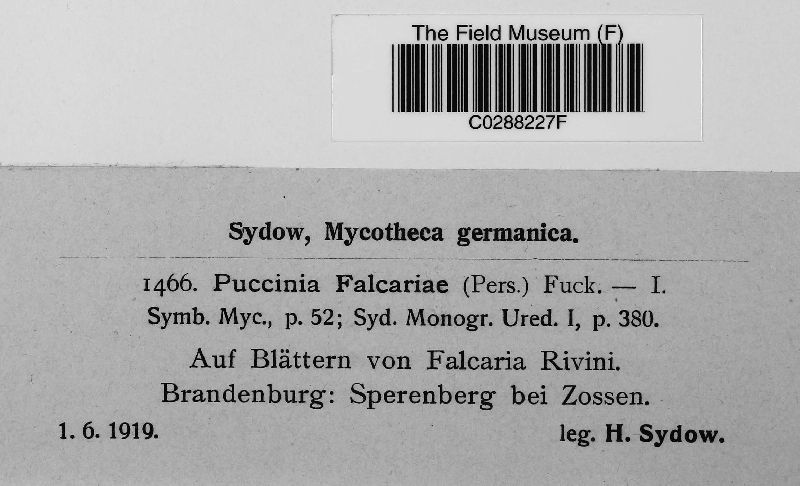 The Field Museum (F)
C0288227F
Sydow, Mycotheca germanica.
1466. Puccinia Falcariae (Pers.) Fuck. — I.
Symb. Myc., p. 52; Syd. Monogr. Ured. I, p. 380.
Auf Blättern von Falcaria Rivini.
Brandenburg: Sperenberg bei Zossen.
1. 6. 1919. leg. H. Sydow.